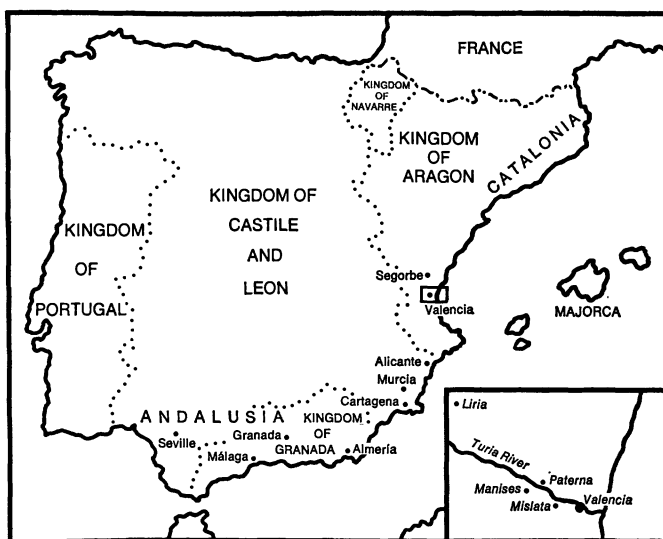 FRANCE
KINGDOM
OF
NAVARRE
KINGDOM
OF
ARAGON
CATALONIA
KINGDOM OF
CASTILE
AND
LEON
KINGDOM
OF
PORTUGAL
Segorbe
Valencia
MAJORCA
Alicante
Murcia
Cartagena
ANDALUSIA
Seville
Granada
Málaga
KINGDOM
OF
GRANADA
Almería
Liria
Turia River
Paterna
Manises
Valencia
Mislata